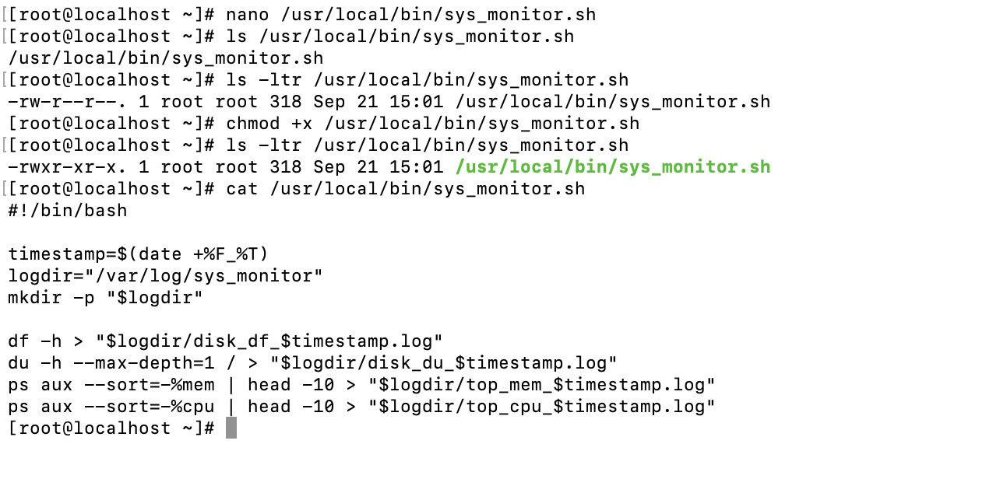 [[root@localhost ~]# nano /usr/local/bin/sys_monitor.sh
[[root@localhost ~]# ls /usr/local/bin/sys_monitor.sh
/usr/local/bin/sys_monitor.sh
[[root@localhost ~]# ls -ltr /usr/local/bin/sys_monitor.sh
-rw-r--r--. 1 root root 318 Sep 21 15:01 /usr/local/bin/sys_monitor.sh
[root@localhost ~]# chmod +x /usr/local/bin/sys_monitor.sh
[[root@localhost ~]# ls -ltr /usr/local/bin/sys_monitor.sh
-rwxr-xr-x. 1 root root 318 Sep 21 15:01 /usr/local/bin/sys_monitor.sh
[[root@localhost ~]# cat /usr/local/bin/sys_monitor.sh
#!/bin/bash

timestamp=$(date +%F_%T)
logdir="/var/log/sys_monitor"
mkdir -p "$logdir"

df -h > "$logdir/disk_df_$timestamp.log"
du -h --max-depth=1 / > "$logdir/disk_du_$timestamp.log"
ps aux --sort=-%mem | head -10 > "$logdir/top_mem_$timestamp.log"
ps aux --sort=-%cpu | head -10 > "$logdir/top_cpu_$timestamp.log"
[root@localhost ~]#